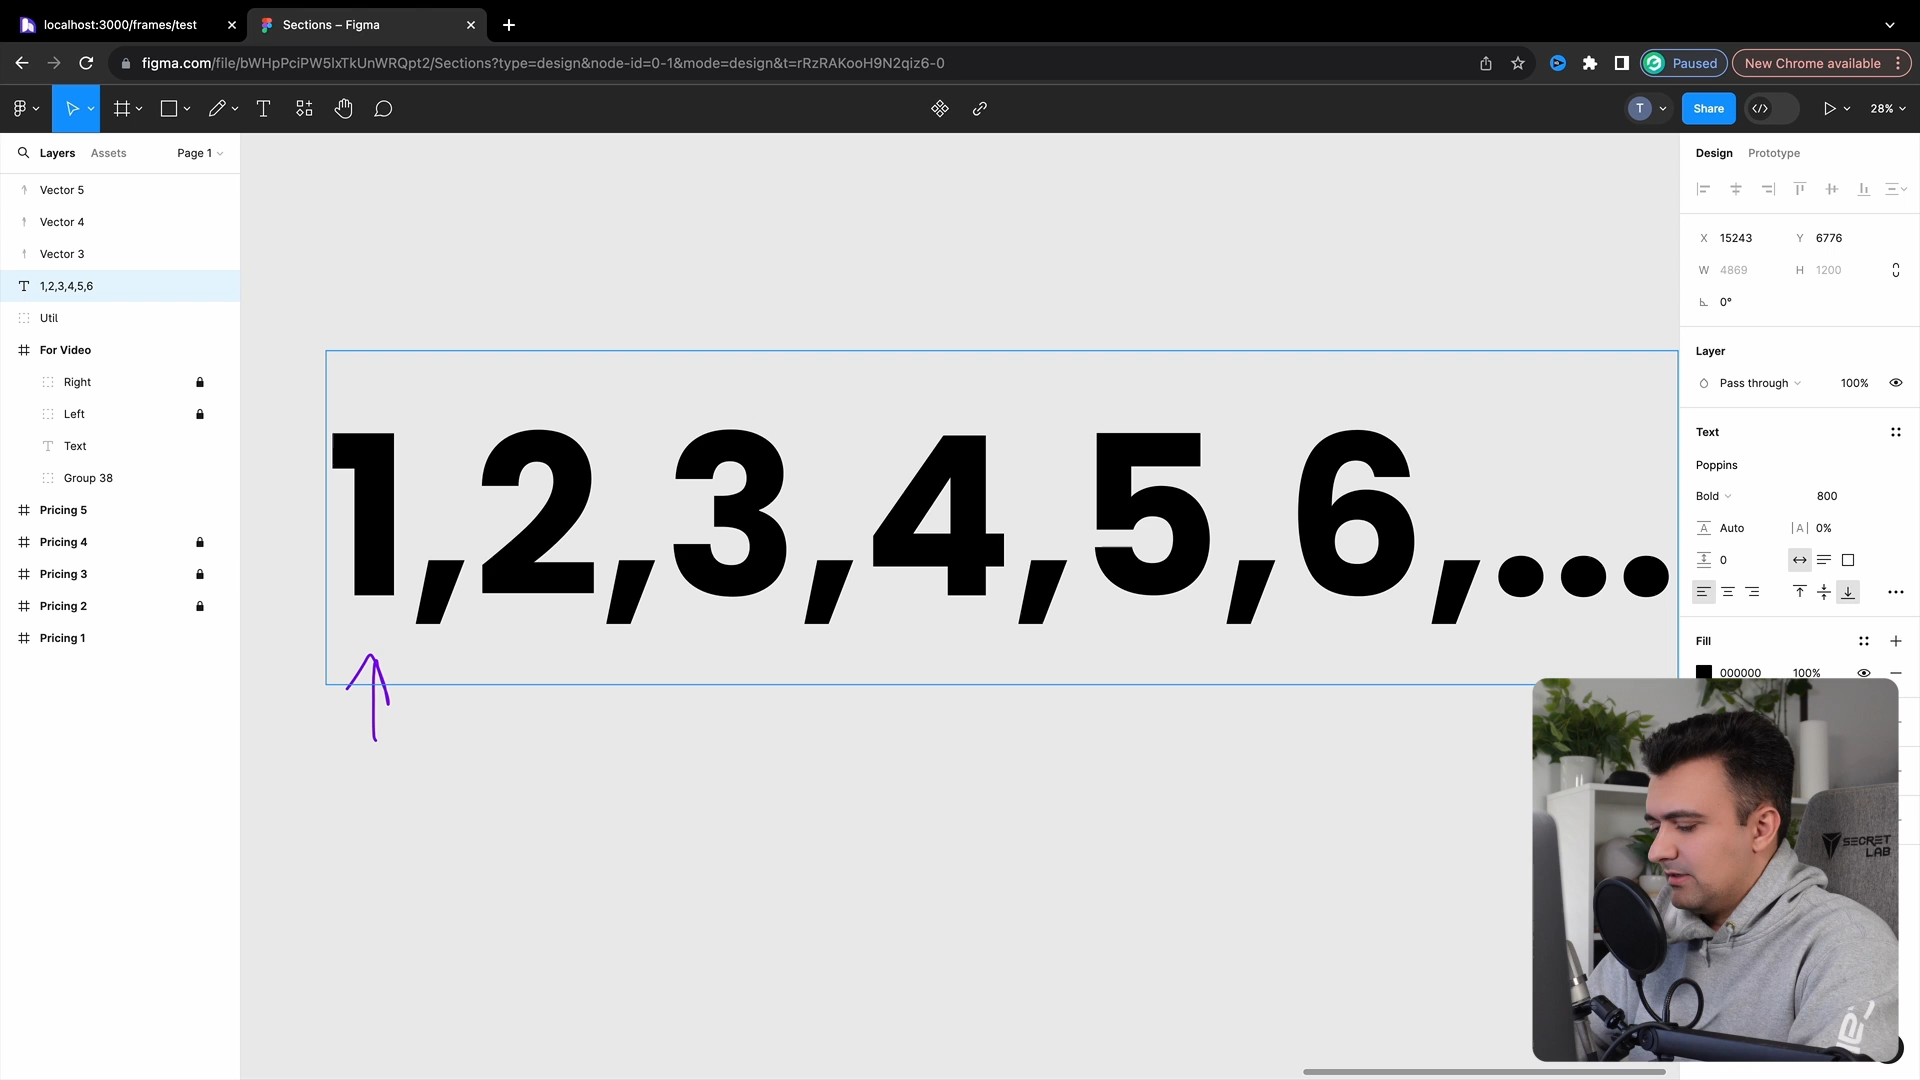 localhost:3000/frames/test
Sections – Figma
figma.com/file/bWHpPciPW5lxTkUnWRQpt2/Sections?type=design&node-id=0-1&mode=design&t=rRzRAKooH9N2qiz6-0
Paused
New Chrome available
T
Share
28%
Layers
Assets
Page 1
Vector 5
Vector 4
Vector 3
1,2,3,4,5,6
Util
For Video
Right
Left
Text
Group 38
Pricing 5
Pricing 4
Pricing 3
Pricing 2
Pricing 1
1,2,3,4,5,6,...
Design
Prototype
X 15243 Y 6776
W 4869 H 1200
0°
Layer
Pass through 100%
Text
Poppins
Bold 800
Auto 0%
0
Fill
000000 100%
SECRET
LAB